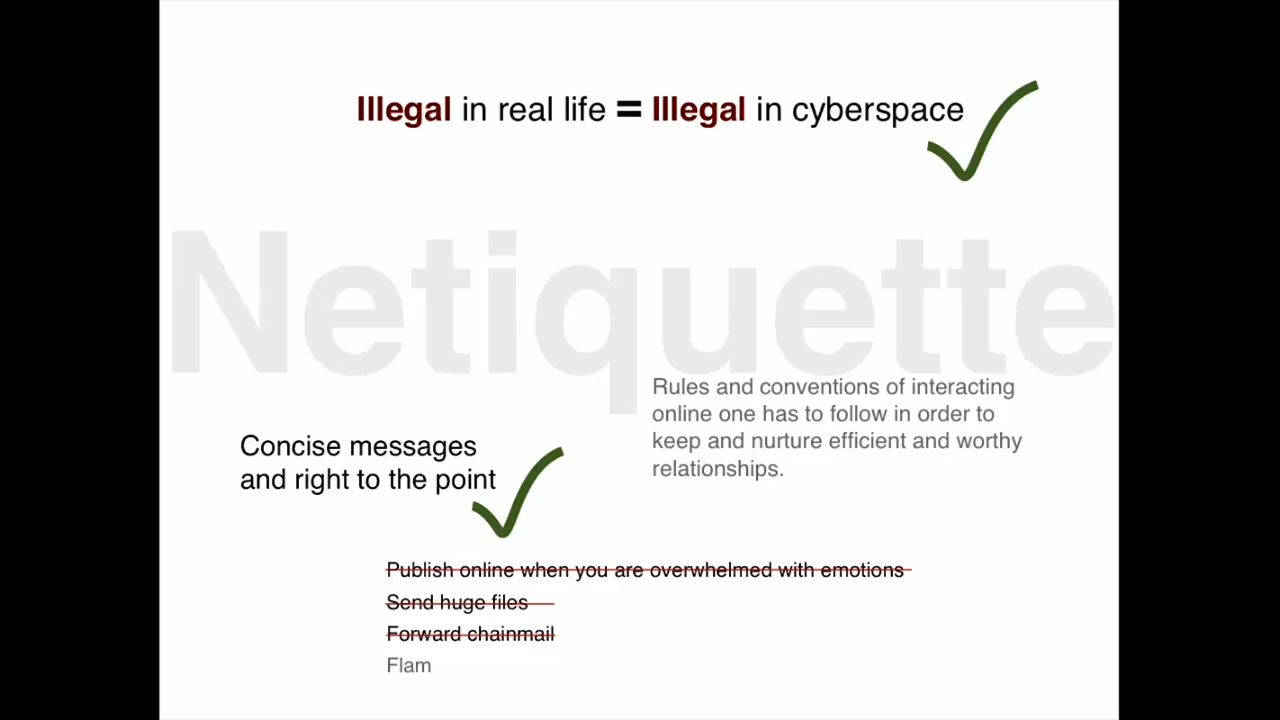 Illegal in real life = Illegal in cyberspace
Netiquette
Rules and conventions of interacting
online one has to follow in order to
keep and nurture efficient and worthy
relationships.
Concise messages
and right to the point
Publish online when you are overwhelmed with emotions
Send huge files
Forward chainmail
Flam